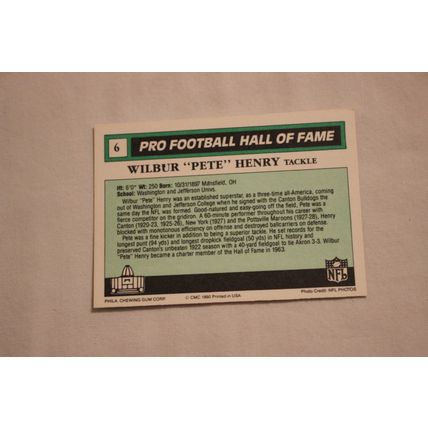 6
PRO FOOTBALL HALL OF FAME
WILBUR "PETE" HENRY TACKLE
Ht: 6'0" Wt: 250 Born: 10/31/1897 Mansfield, OH
School: Washington and Jefferson Univs.
Wilbur "Pete" Henry was an established superstar, as a three-time all-America, coming
out of Washington and Jefferson College when he signed with the Canton Bulldogs the
same day the NFL was formed. Good-natured and easy-going off the field, Pete was a
fierce competitor on the gridiron. A 60-minute performer throughout his career with
Canton (1920-23, 1925-26), New York (1927) and the Pottsville Maroons (1927-28), Henry
blocked with monotonous efficiency on offense and destroyed ballcarriers on defense.
Pete was a fine kicker in addition to being a superior tackle. He set records for the
longest punt (94 yds) and longest dropkick fieldgoal (50 yds) in NFL history and
preserved Canton's unbeaten 1922 season with a 40-yard fieldgoal to tie Akron 3-3. Wilbur
"Pete" Henry became a charter member of the Hall of Fame in 1963.
NFL
PHILA. CHEWING GUM CORP.
© CMC 1990 Printed in USA
Photo Credit: NFL PHOTOS